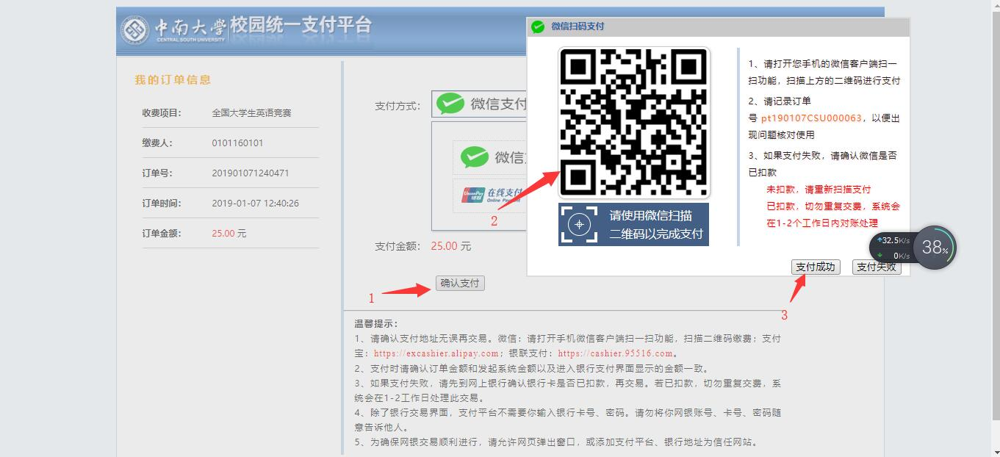 中南大学
CENTRAL SOUTH UNIVERSITY
校园统一支付平台
我的订单信息
收费项目： 全国大学生英语竞赛
缴费人： 0101160101
订单号： 201901071240471
订单时间： 2019-01-07 12:40:26
订单金额： 25.00 元
支付方式： 微信支付
微信
UnionPay
银联
在线支付
支付金额： 25.00 元
确认支付
1
2
3
微信扫码支付
请使用微信扫描
二维码以完成支付
1、请打开您手机的微信客户端扫一
扫功能，扫描上方的二维码进行支付
2、请记录订单
号 pt190107CSU000063，以便出
现问题核对使用
3、如果支付失败，请确认微信是否
已扣款
未扣款，请重新扫描支付
已扣款，切勿重复交费，系统会
在1-2个工作日内对账处理
支付成功 支付失败
32.5K/s
0K/s
38%
温馨提示：
1、请确认支付地址无误再交易。微信：请打开手机微信客户端扫一扫功能，扫描二维码缴费；支付
宝：https://excashier.alipay.com；银联支付：https://cashier.95516.com。
2、支付时请确认订单金额和发起系统金额以及进入银行支付界面显示的金额一致。
3、如果支付失败，请先到网上银行确认银行卡是否已扣款，再交易。若已扣款，切勿重复交费，系
统会在1-2工作日处理此交易。
4、除了银行交易界面，支付平台不需要你输入银行卡号、密码。请勿将你网银账号、卡号、密码随
意告诉他人。
5、为确保网银交易顺利进行，请允许网页弹出窗口，或添加支付平台、银行地址为信任网站。